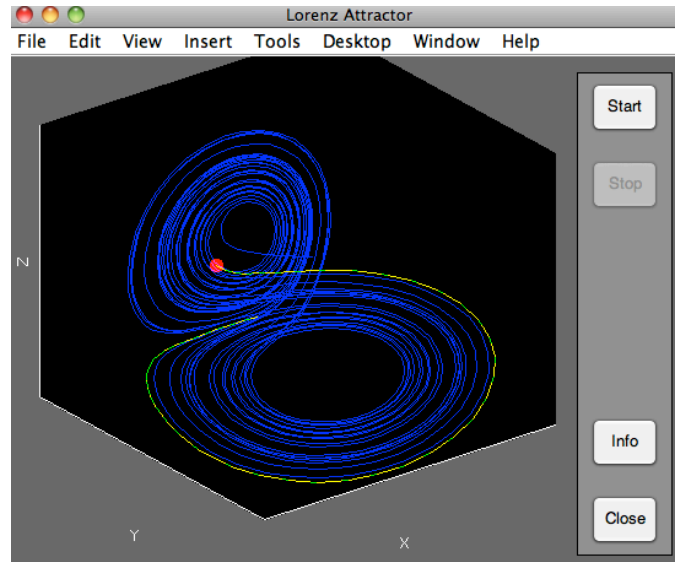 Lorenz Attractor
File Edit View Insert Tools Desktop Window Help
Start
Stop
Z
Info
Close
Y
X